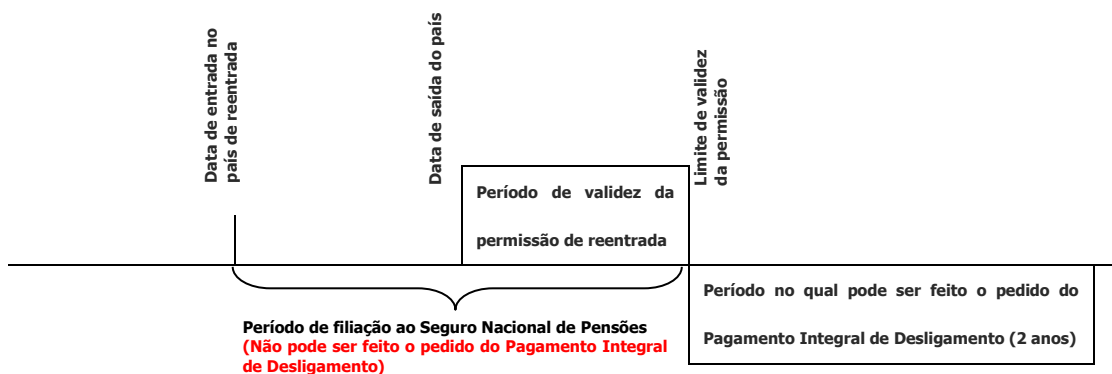 Data de entrada no
país de reentrada
Data de saída do país
Limite de validez
da permissão
Período de validez da
permissão de reentrada
Período de filiação ao Seguro Nacional de Pensões
(Não pode ser feito o pedido do Pagamento Integral
de Desligamento)
Período no qual pode ser feito o pedido do
Pagamento Integral de Desligamento (2 anos)